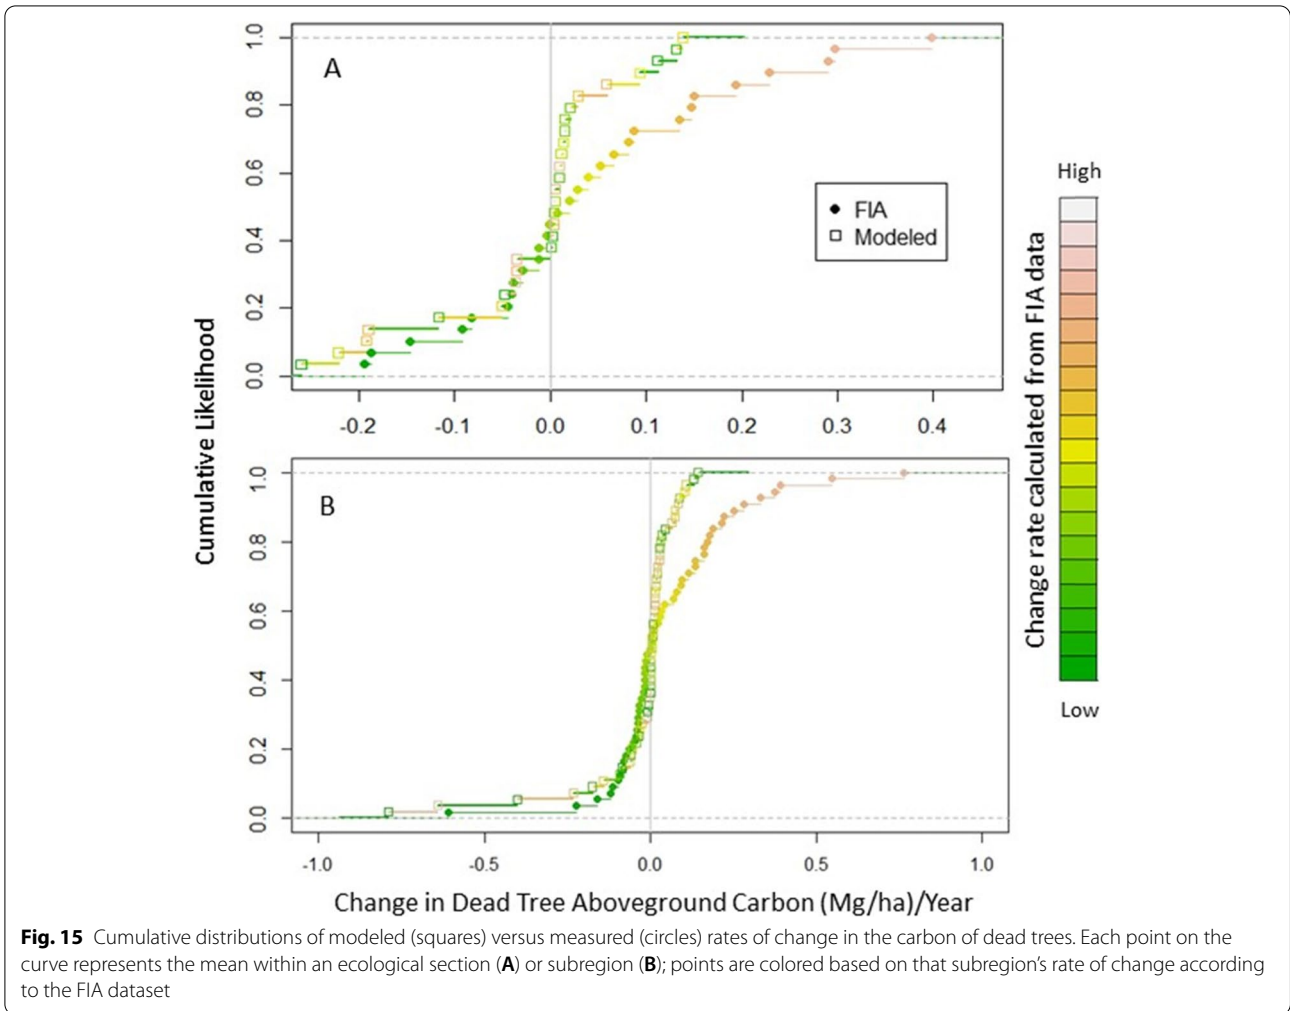 A
1.0
0.8
0.6
0.4
0.2
0.0
-0.2 -0.1 0.0 0.1 0.2 0.3 0.4
FIA
Modeled
High
Change rate calculated from FIA data
Low
Cumulative Likelihood
B
1.0
0.8
0.6
0.4
0.2
0.0
-1.0 -0.5 0.0 0.5 1.0
Change in Dead Tree Aboveground Carbon (Mg/ha)/Year
Fig. 15 Cumulative distributions of modeled (squares) versus measured (circles) rates of change in the carbon of dead trees. Each point on the
curve represents the mean within an ecological section (A) or subregion (B); points are colored based on that subregion's rate of change according
to the FIA dataset